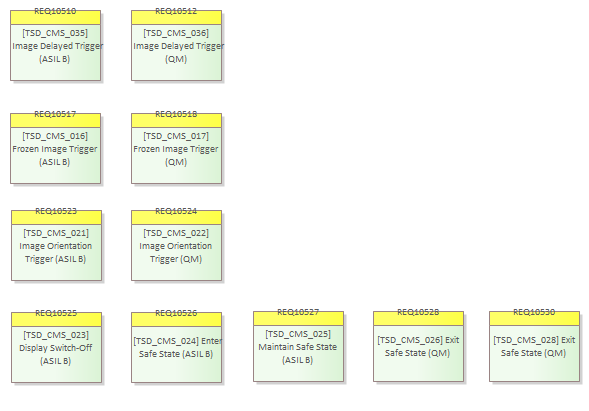 REQ10510
[TSD_CMS_035]
Image Delayed Trigger
(ASIL B)
REQ10512
[TSD_CMS_036]
Image Delayed Trigger
(QM)
REQ10517
[TSD_CMS_016]
Frozen Image Trigger
(ASIL B)
REQ10518
[TSD_CMS_017]
Frozen Image Trigger
(QM)
REQ10523
[TSD_CMS_021]
Image Orientation
Trigger (ASIL B)
REQ10524
[TSD_CMS_022]
Image Orientation
Trigger (QM)
REQ10525
[TSD_CMS_023]
Display Switch-Off
(ASIL B)
REQ10526
[TSD_CMS_024] Enter
Safe State (ASIL B)
REQ10527
[TSD_CMS_025]
Maintain Safe State
(ASIL B)
REQ10528
[TSD_CMS_026] Exit
Safe State (QM)
REQ10530
[TSD_CMS_028] Exit
Safe State (QM)